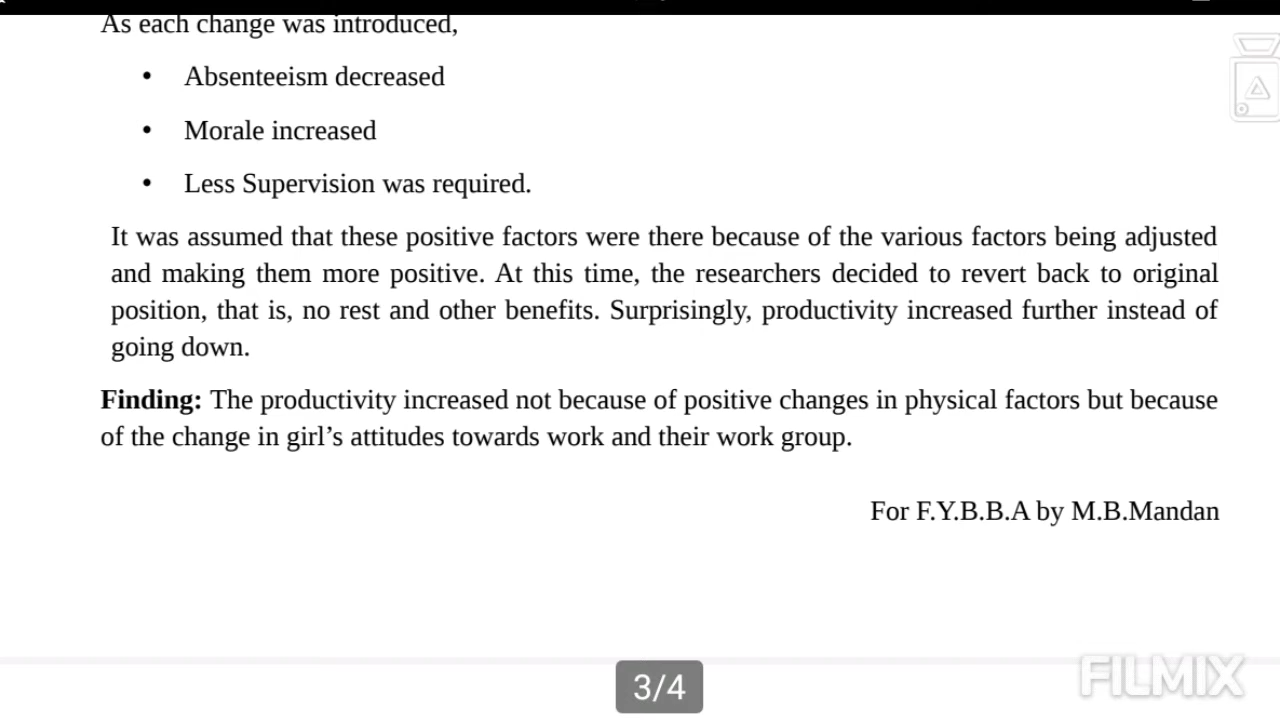 As each change was introduced,
• Absenteeism decreased
• Morale increased
• Less Supervision was required.
It was assumed that these positive factors were there because of the various factors being adjusted
and making them more positive. At this time, the researchers decided to revert back to original
position, that is, no rest and other benefits. Surprisingly, productivity increased further instead of
going down.
Finding: The productivity increased not because of positive changes in physical factors but because
of the change in girl’s attitudes towards work and their work group.
For F.Y.B.B.A by M.B.Mandan
3/4
FILMIX